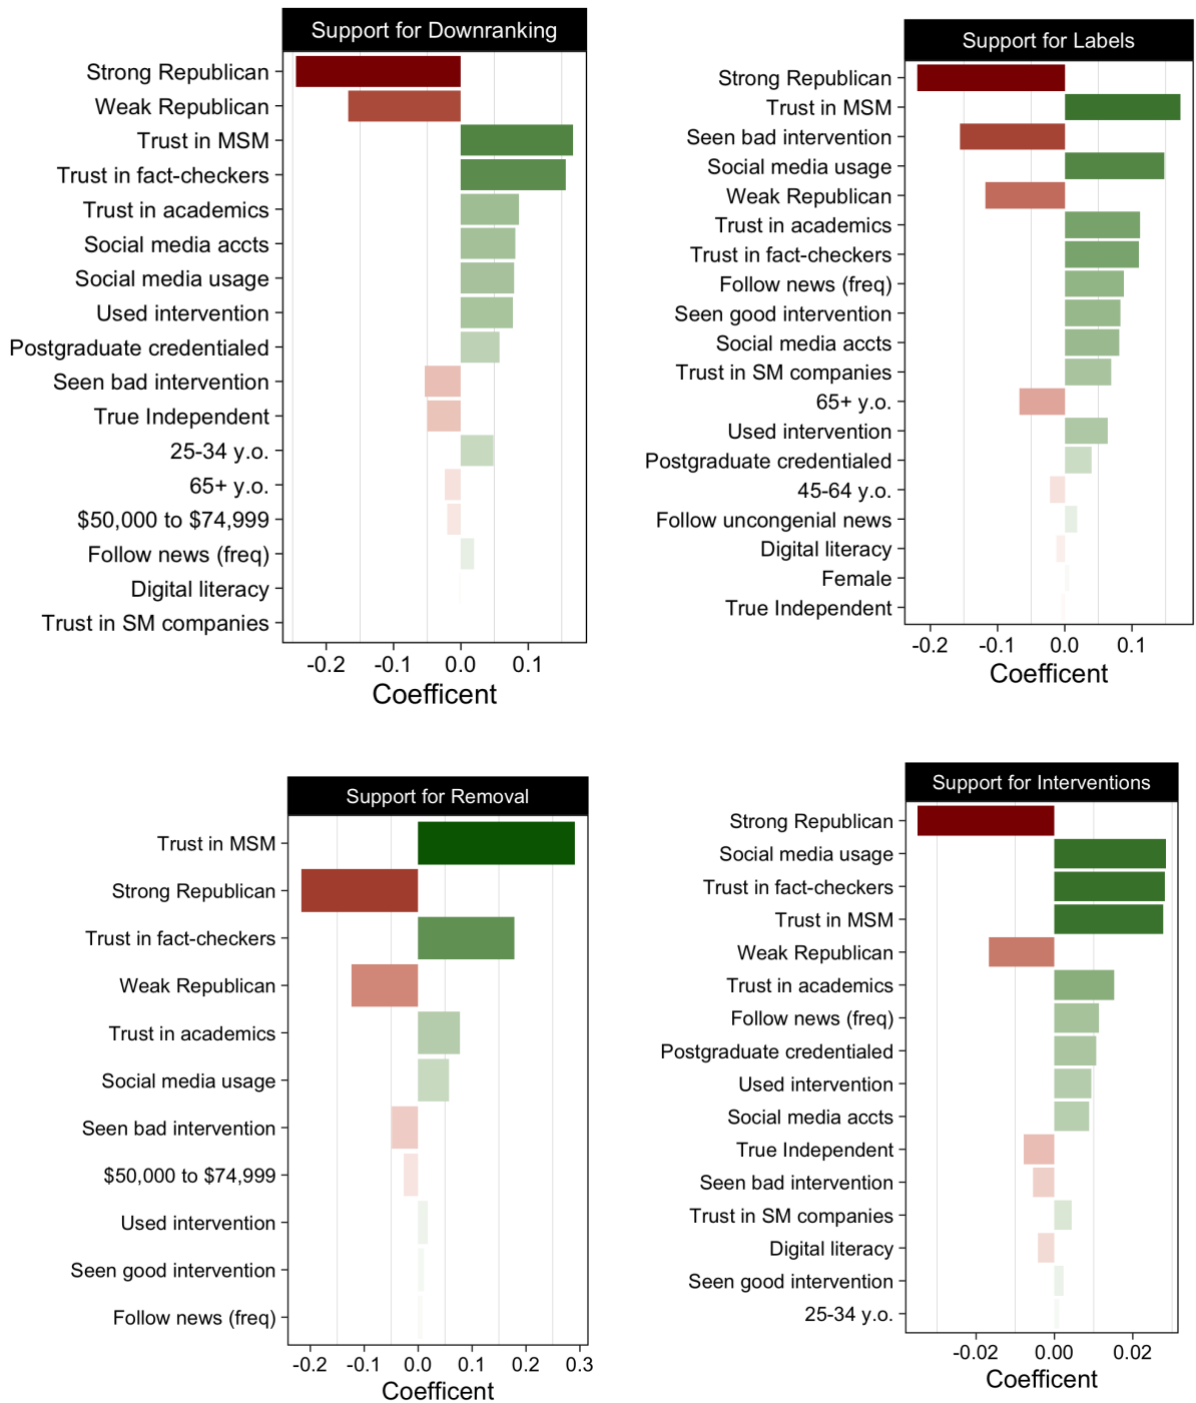 Support for Downranking
Strong Republican
Weak Republican
Trust in MSM
Trust in fact-checkers
Trust in academics
Social media accts
Social media usage
Used intervention
Postgraduate credentialed
Seen bad intervention
True Independent
25-34 y.o.
65+ y.o.
$50,000 to $74,999
Follow news (freq)
Digital literacy
Trust in SM companies
-0.2 -0.1 0.0 0.1
Coefficent
Support for Labels
Strong Republican
Trust in MSM
Seen bad intervention
Social media usage
Weak Republican
Trust in academics
Trust in fact-checkers
Follow news (freq)
Seen good intervention
Social media accts
Trust in SM companies
65+ y.o.
Used intervention
Postgraduate credentialed
45-64 y.o.
Follow uncongenial news
Digital literacy
Female
True Independent
-0.2 -0.1 0.0 0.1
Coefficent
Support for Removal
Trust in MSM
Strong Republican
Trust in fact-checkers
Weak Republican
Trust in academics
Social media usage
Seen bad intervention
$50,000 to $74,999
Used intervention
Seen good intervention
Follow news (freq)
-0.2 -0.1 0.0 0.1 0.2 0.3
Coefficent
Support for Interventions
Strong Republican
Social media usage
Trust in fact-checkers
Trust in MSM
Weak Republican
Trust in academics
Follow news (freq)
Postgraduate credentialed
Used intervention
Social media accts
True Independent
Seen bad intervention
Trust in SM companies
Digital literacy
Seen good intervention
25-34 y.o.
-0.02 0.00 0.02
Coefficent